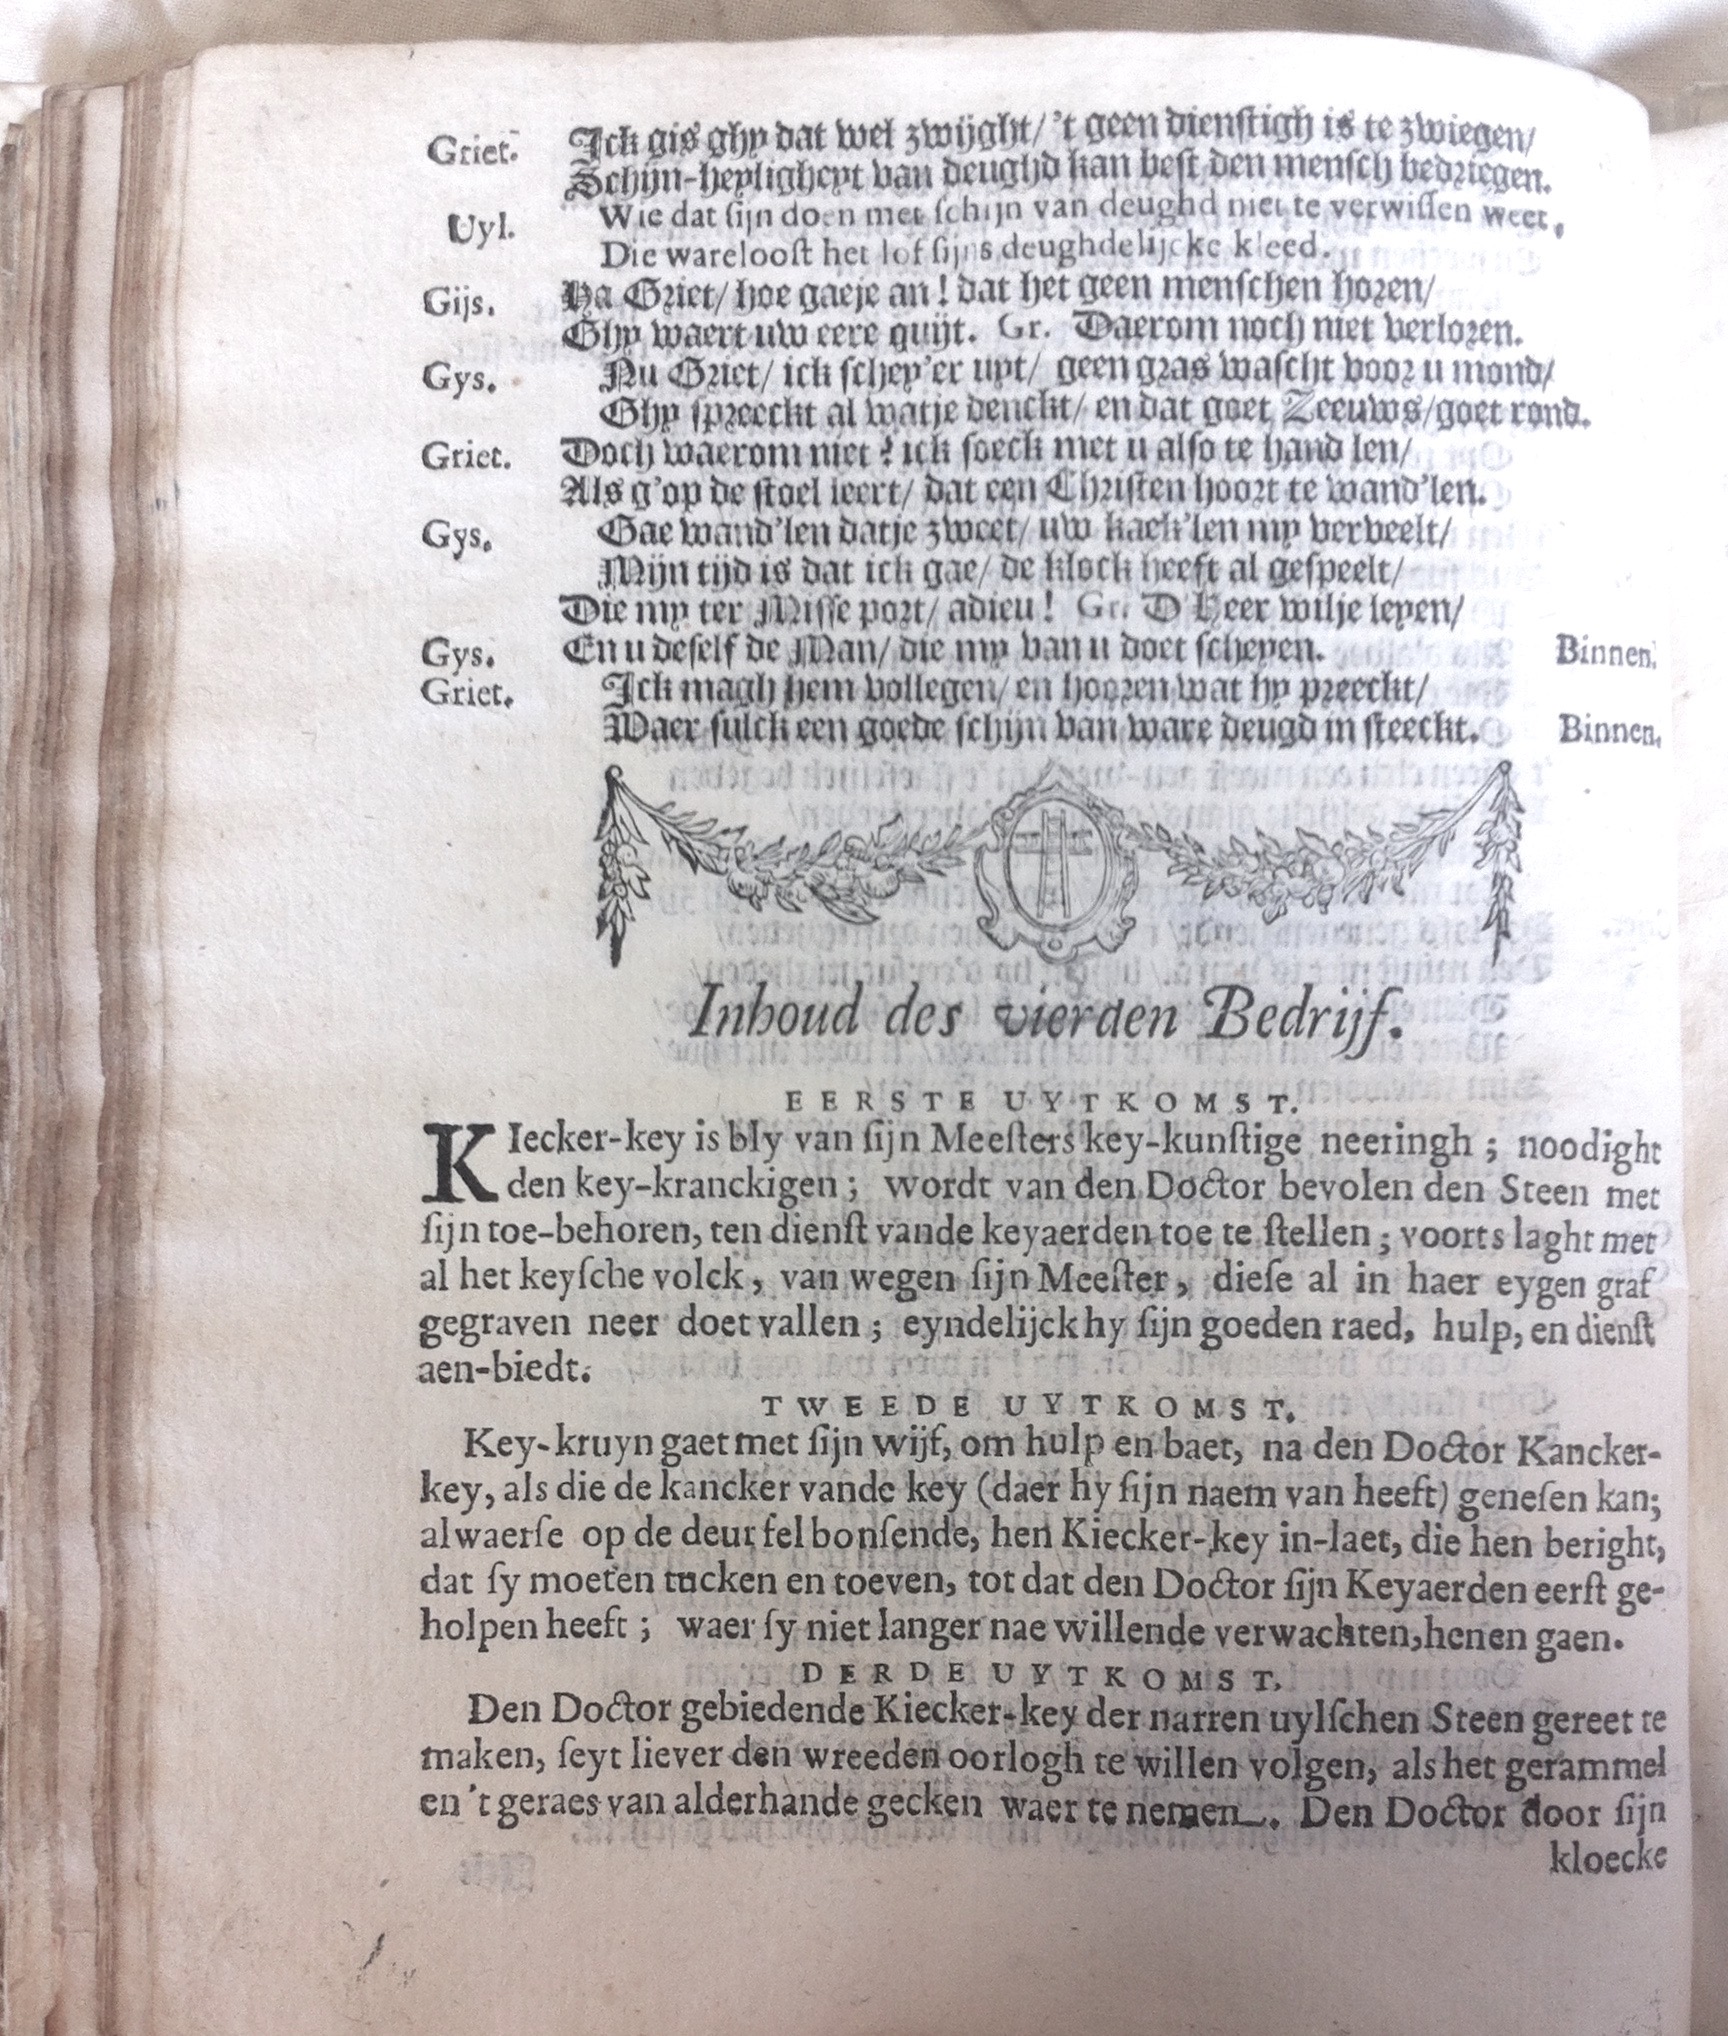 Griet. Ick gis ghy dat wel zwijght/ 't geen dienstigh is te zwiegen/
Schijn-heyligheyt van deughd kan best den mensch bedriegen.
Uyl. Wie dat ſijn doen met ſchijn van deughd niet te verwiſſen weet,
Die warelooſt het lof ſijns deughdelijcke kleed.
Gijs. Ha Griet/ hoe gaeje an! dat het geen menſchen horen/
Ghy waert uw eere quijt. Gr. Daerom noch niet verloren.
Gys. Nu Griet/ ick ſchey'er uyt/ geen gras waſcht voor u mond/
Ghy ſpreeckt al watje denckt/ en dat goet Zeeuws/goet rond.
Griet. Doch waerom niet? ick ſoeck met u alſo te hand len/
Als g'op de ſtoel leert/ dat een Chriſten hoort te wand'len.
Gys. Gae wand'len datje zweet/ uw kaek'len my verveelt/
Mijn tijd is dat ick gae/ de klock heeft al geſpeelt/
Die my ter Miſſe port/ adieu! Gr. D'Heer wilje leyen/
Gys. En u deſelf de Man/ die my van u doet ſcheyen. Binnen.
Griet. Ick magh hem vollegen/ en hooren wat hy preeckt/
Waer ſulck een goede ſchijn van ware deugd in ſteeckt. Binnen.
Inhoud des vierden Bedrijf.
EERSTE UYTKOMST.
KIecker-key is bly van ſijn Meeſters key-kunſtige neeringh; noodight
den key-kranckigen; wordt van den Doctor bevolen den Steen met
ſijn toe-behoren, ten dienſt vande keyaerden toe te ſtellen; voorts laght met
al het keyſche volck, van wegen ſijn Meeſter, dieſe al in haer eygen graf
gegraven neer doet vallen; eyndelijck hy ſijn goeden raed, hulp, en dienſt
aen-biedt.
TWEEDE UYTKOMST.
Key-kruyn gaet met ſijn wijf, om hulp en baet, na den Doctor Kancker-
key, als die de kancker vande key (daer hy ſijn naem van heeft) geneſen kan;
alwaerſe op de deur fel bonſende, hen Kiecker-key in-laet, die hen beright,
dat ſy moeten tucken en toeven, tot dat den Doctor ſijn Keyaerden eerſt ge-
holpen heeft; waer ſy niet langer nae willende verwachten, henen gaen.
DERDE UYTKOMST.
Den Doctor gebiedende Kiecker-key der narren uylſchen Steen gereet te
maken, ſeyt liever den wreeden oorlogh te willen volgen, als het gerammel
en 't geraes van alderhande gecken waer te nemen. Den Doctor door ſijn
kloecke